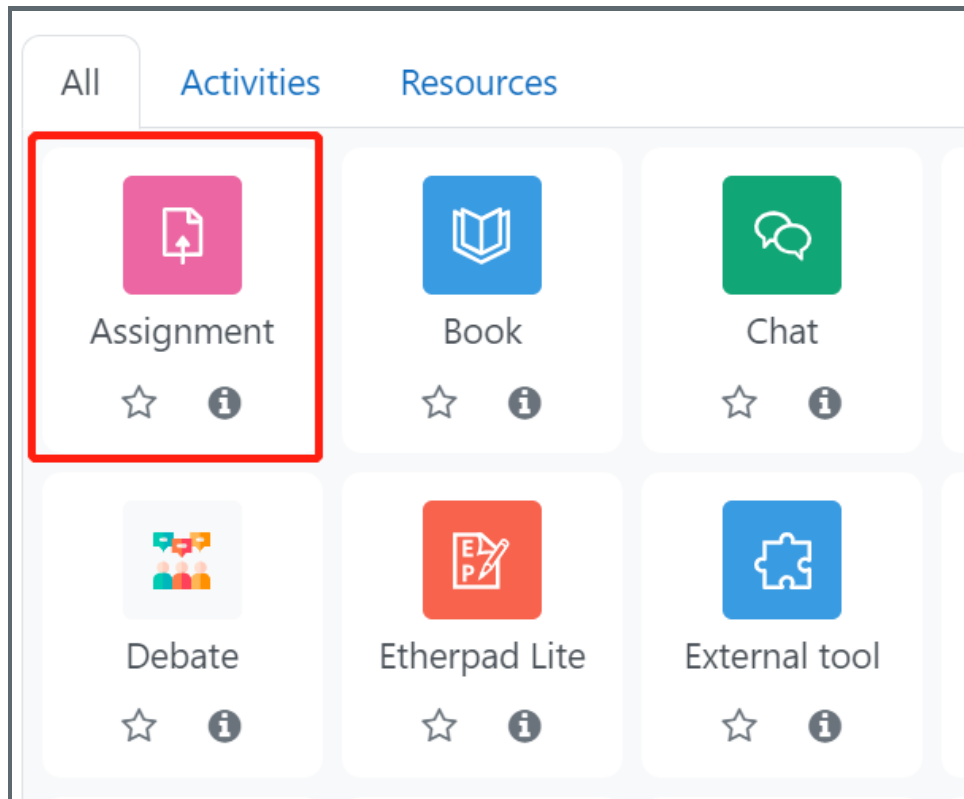 All Activities Resources
Assignment Book Chat
E
P
Debate Etherpad Lite External tool